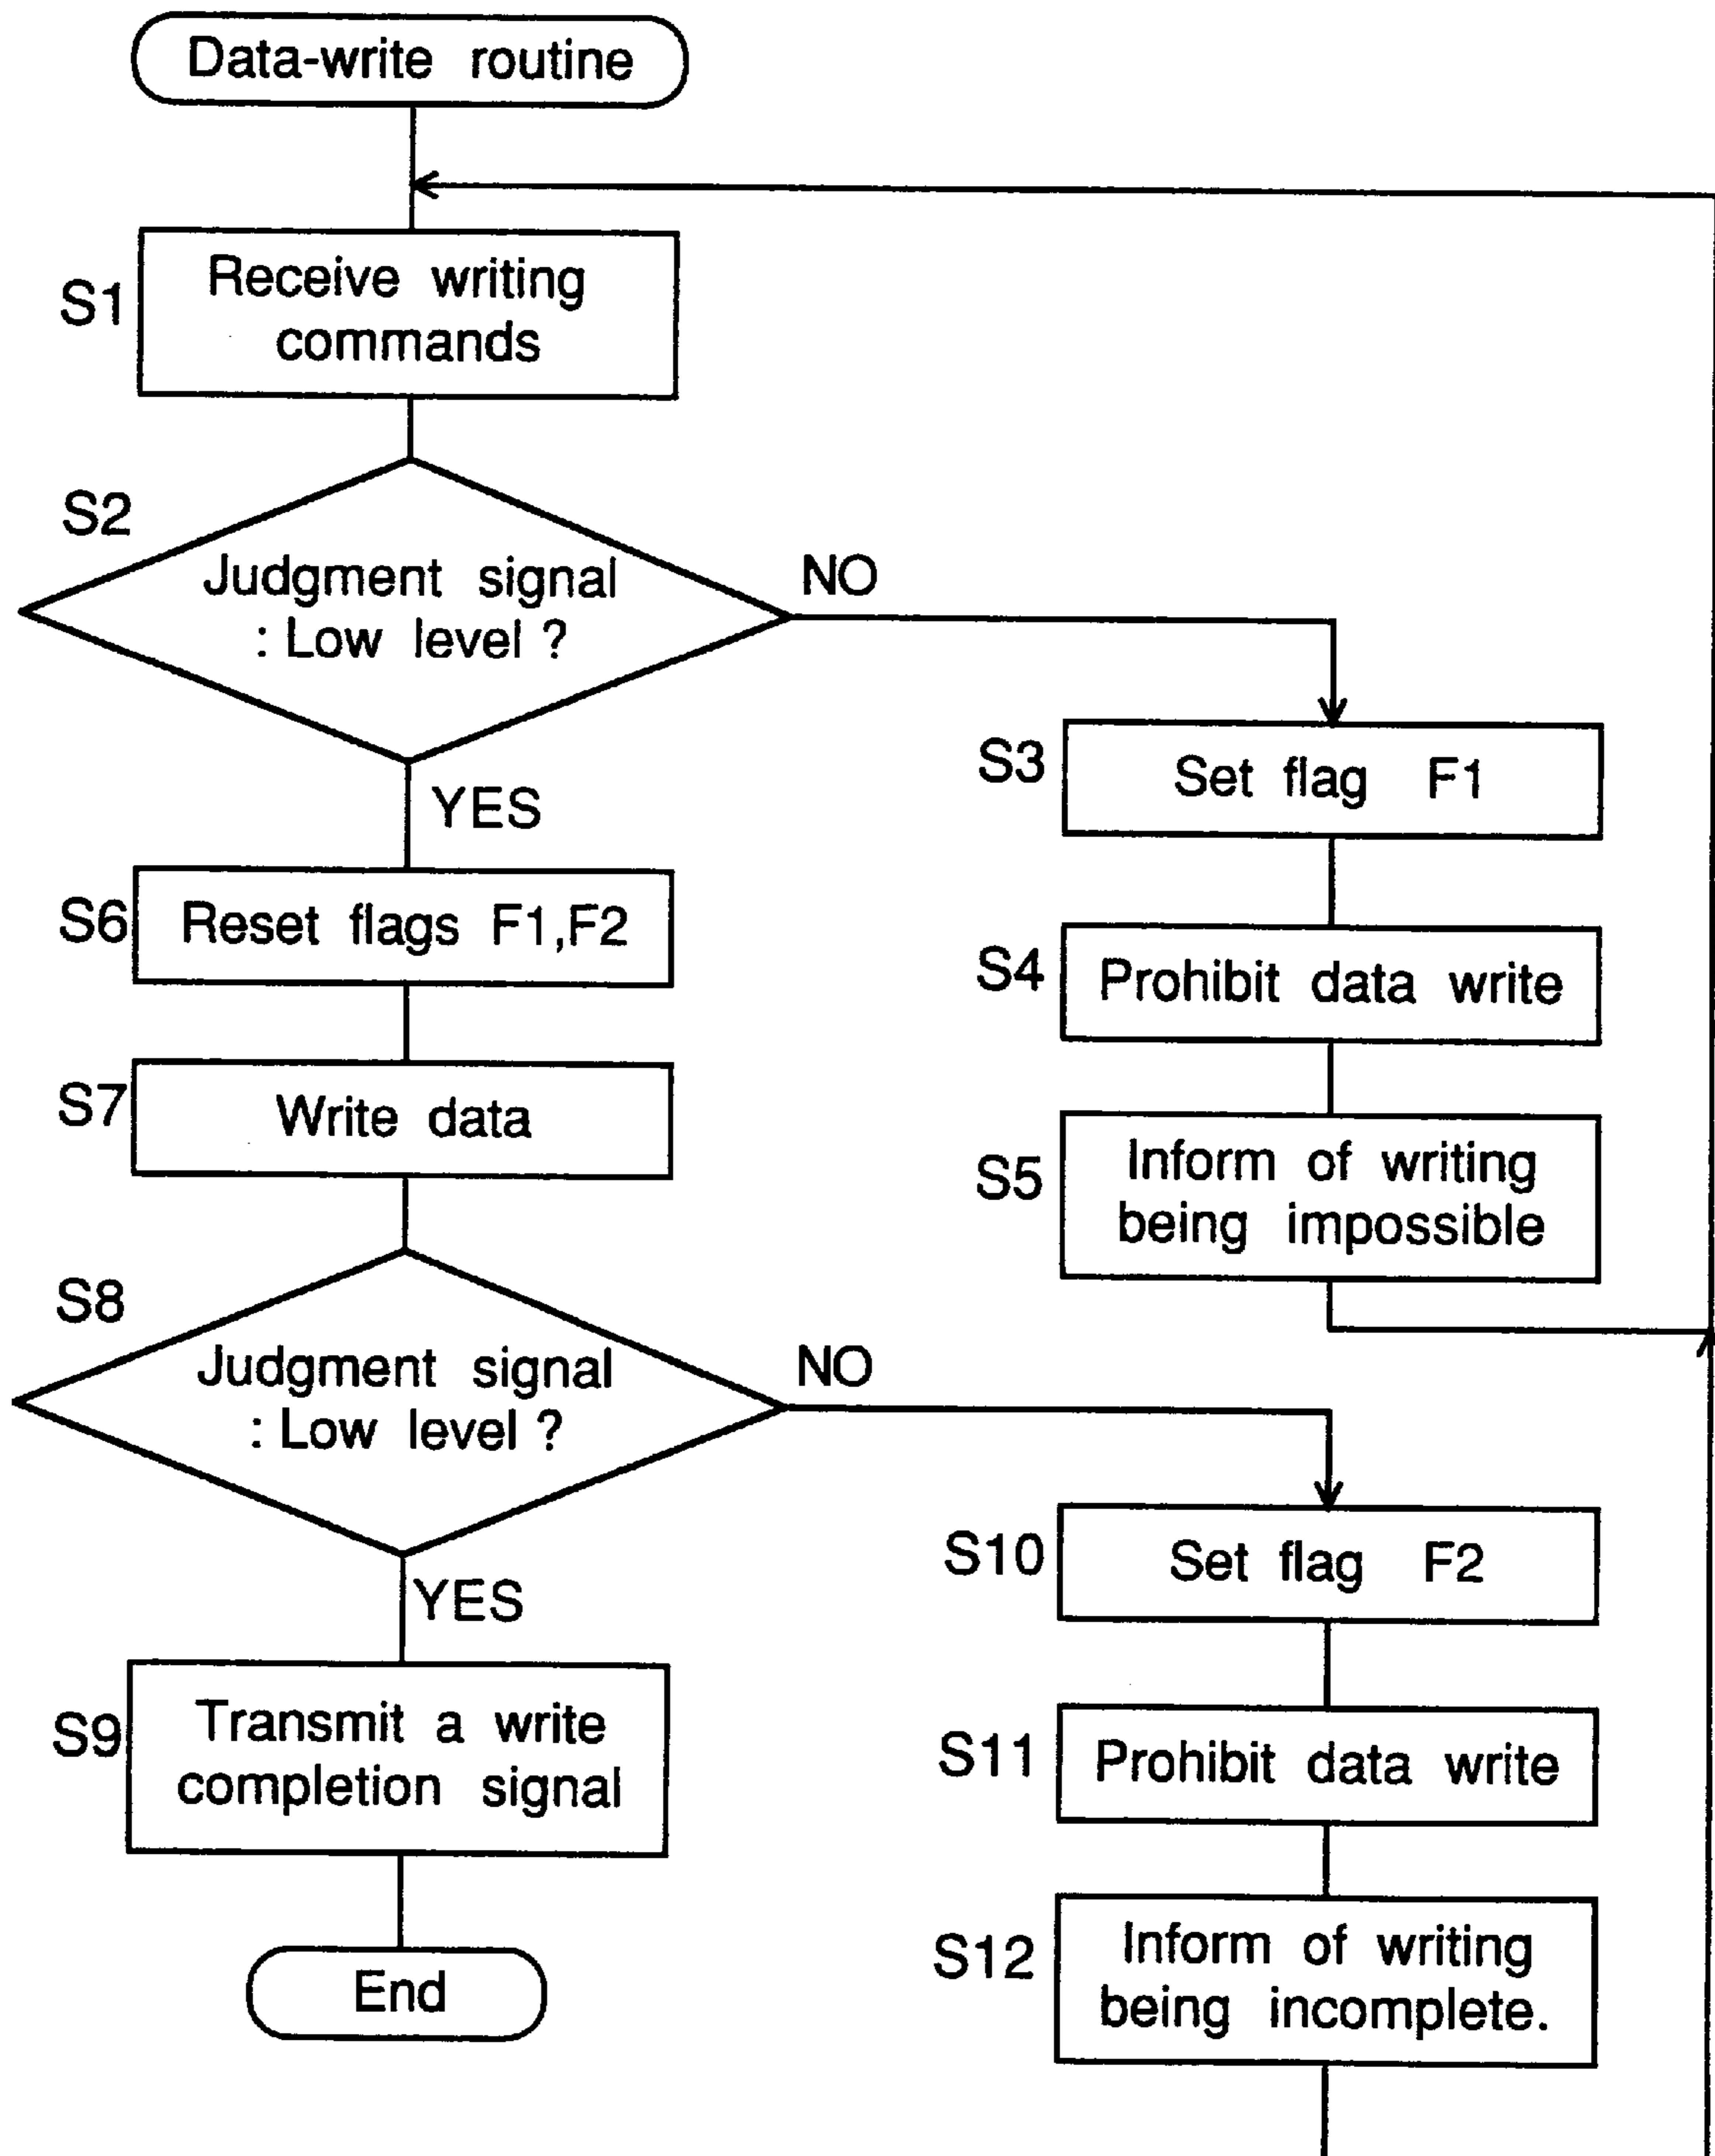 Data-write routine
S1
Receive writing
commands
S2
Judgment signal
: Low level ?
NO
YES
S3
Set flag F1
S4
Prohibit data write
S5
Inform of writing
being impossible
S6
Reset flags F1,F2
S7
Write data
S8
Judgment signal
: Low level ?
NO
YES
S9
Transmit a write
completion signal
End
S10
Set flag F2
S11
Prohibit data write
S12
Inform of writing
being incomplete.